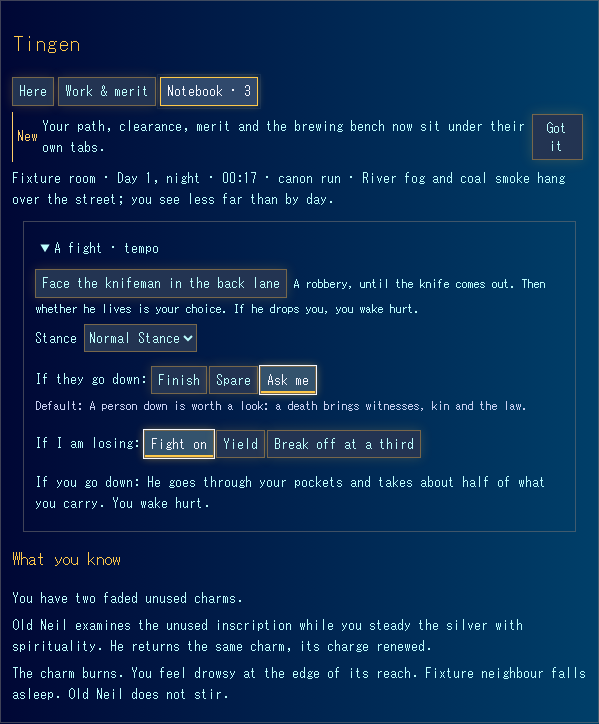 Tingen
Here Work & merit Notebook · 3
New Your path, clearance, merit and the brewing bench now sit under their own tabs. Got it
Fixture room · Day 1, night · 00:17 · canon run · River fog and coal smoke hang
over the street; you see less far than by day.
▼A fight · tempo
Face the knifeman in the back lane A robbery, until the knife comes out. Then
whether he lives is your choice. If he drops you, you wake hurt.
Stance Normal Stance
If they go down: Finish Spare Ask me
Default: A person down is worth a look: a death brings witnesses, kin and the law.
If I am losing: Fight on Yield Break off at a third
If you go down: He goes through your pockets and takes about half of what
you carry. You wake hurt.
What you know
You have two faded unused charms.
Old Neil examines the unused inscription while you steady the silver with
spirituality. He returns the same charm, its charge renewed.
The charm burns. You feel drowsy at the edge of its reach. Fixture neighbour falls
asleep. Old Neil does not stir.